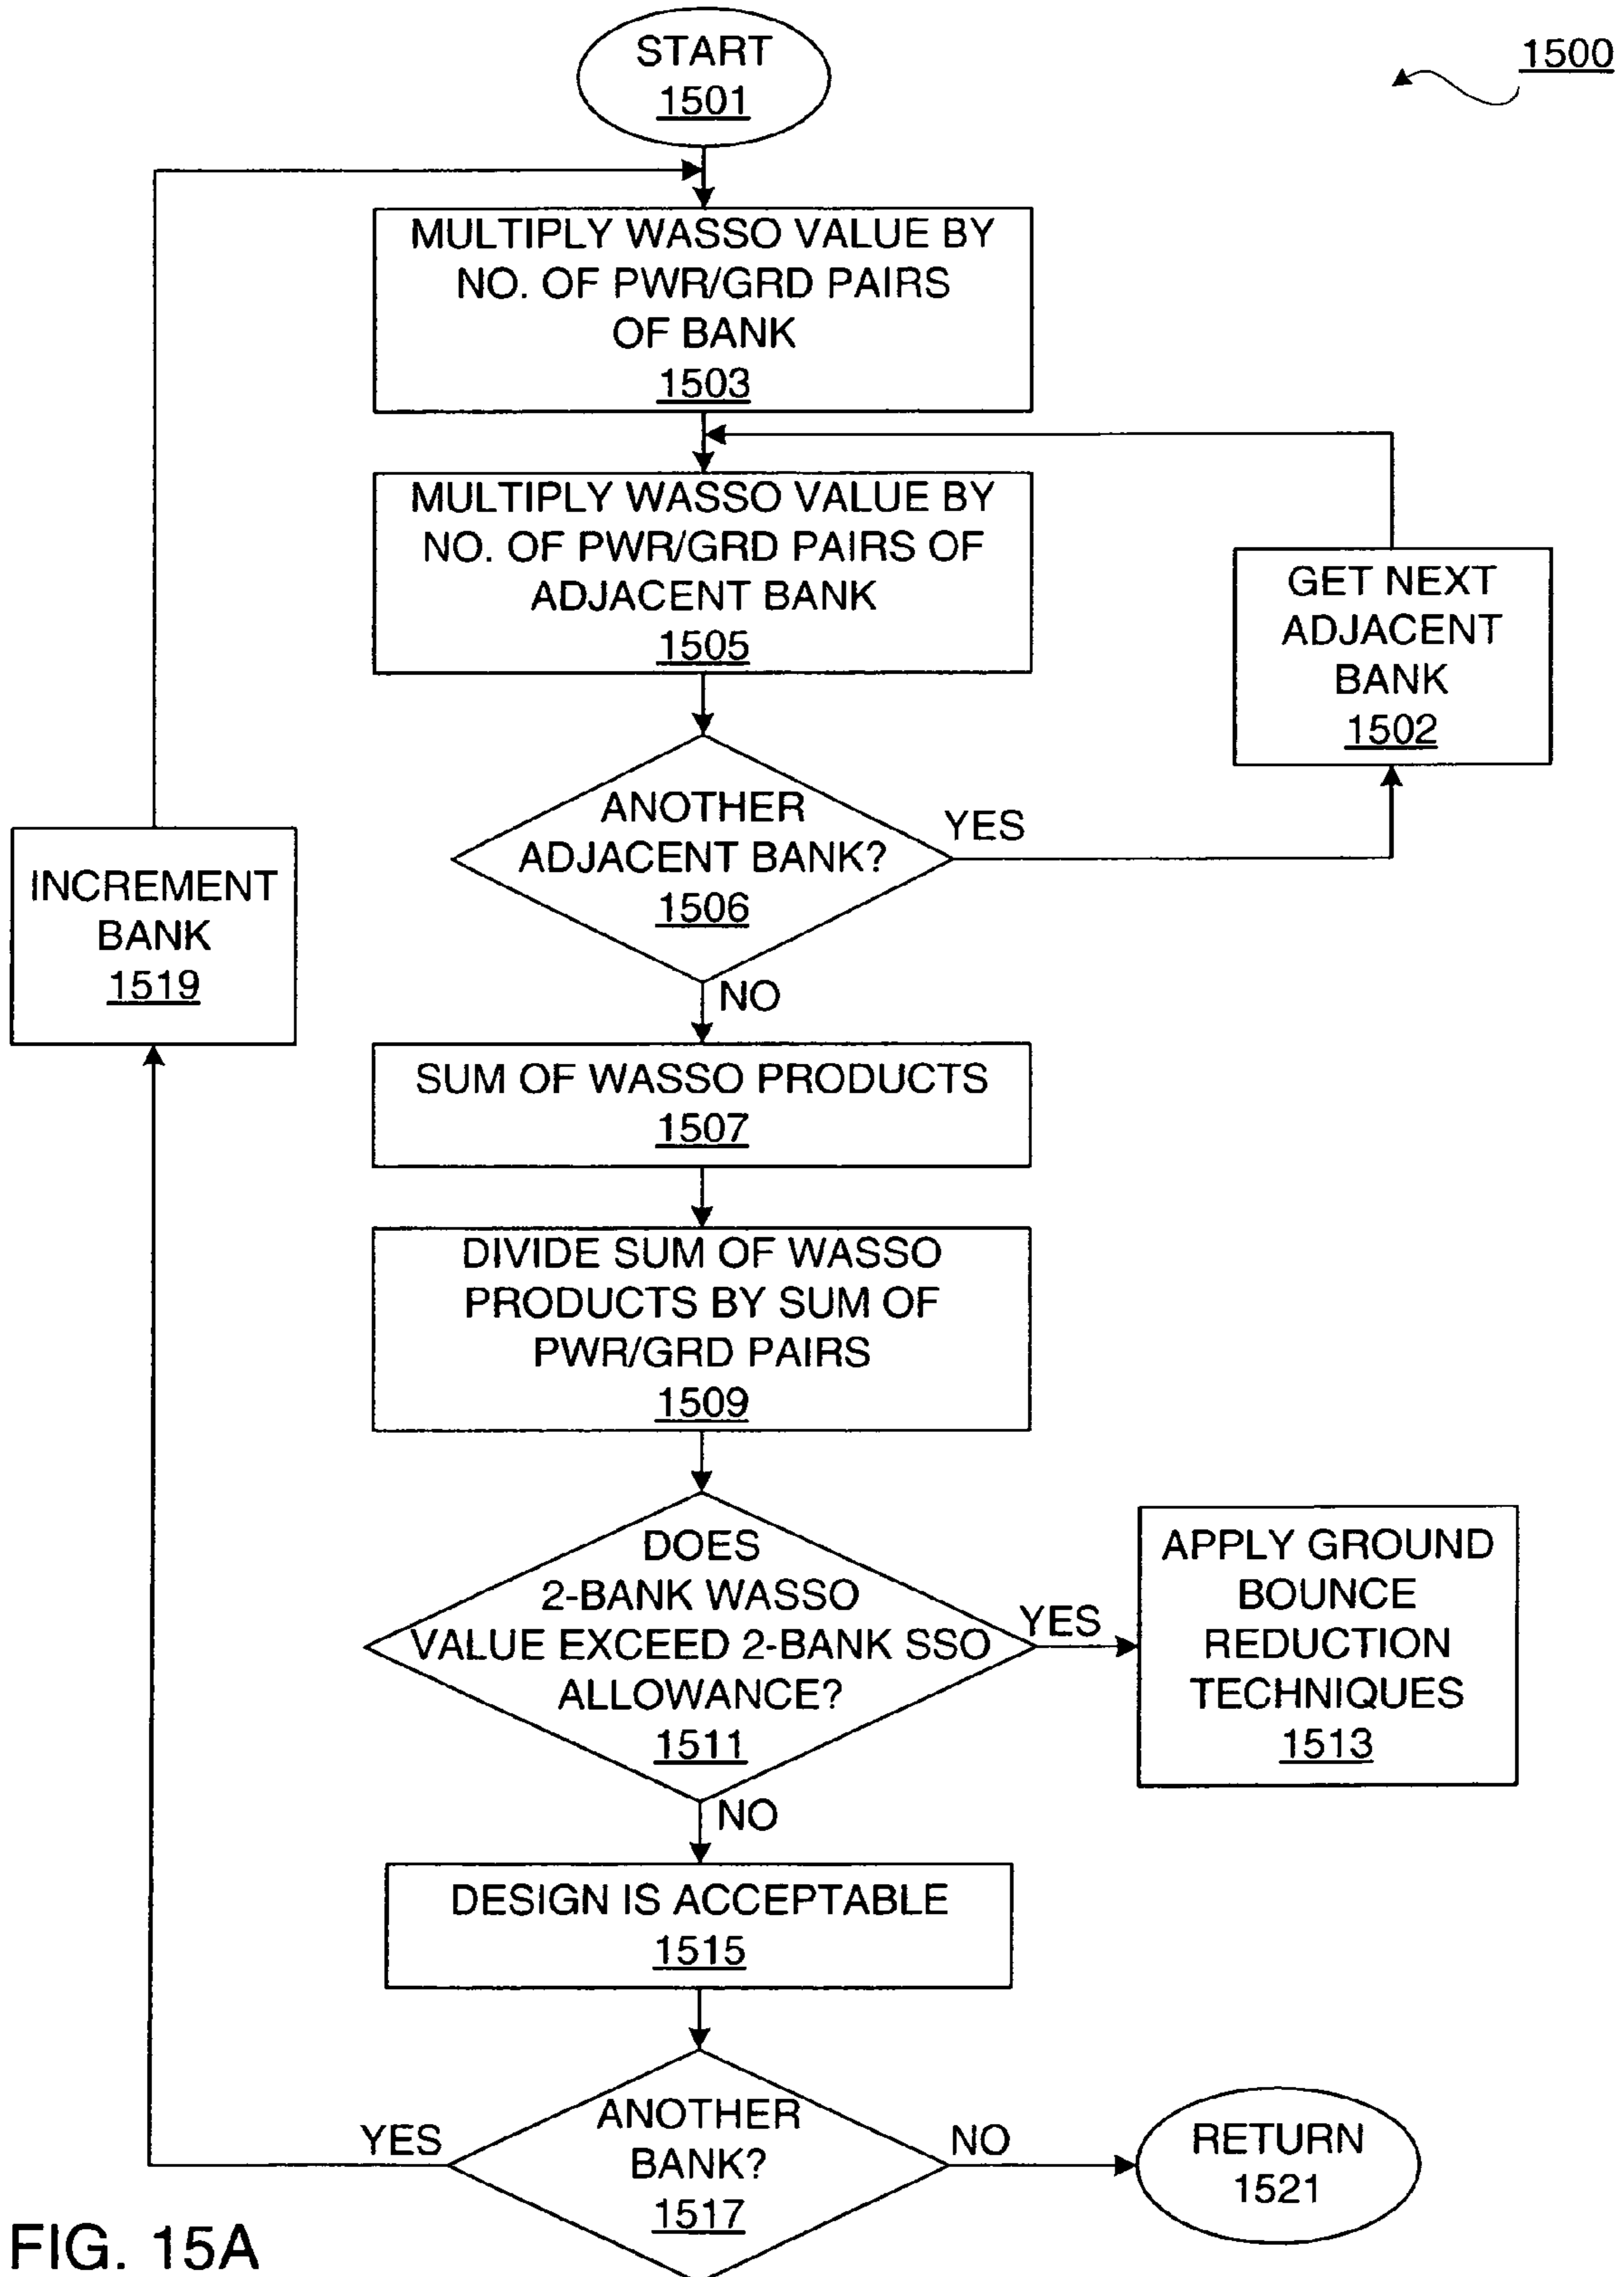 START
1501
1500
MULTIPLY WASSO VALUE BY
NO. OF PWR/GRD PAIRS
OF BANK
1503
MULTIPLY WASSO VALUE BY
NO. OF PWR/GRD PAIRS OF
ADJACENT BANK
1505
GET NEXT
ADJACENT
BANK
1502
ANOTHER
ADJACENT BANK?
1506
YES
NO
INCREMENT
BANK
1519
SUM OF WASSO PRODUCTS
1507
DIVIDE SUM OF WASSO
PRODUCTS BY SUM OF
PWR/GRD PAIRS
1509
DOES
2-BANK WASSO
VALUE EXCEED 2-BANK SSO
ALLOWANCE?
1511
YES
NO
APPLY GROUND
BOUNCE
REDUCTION
TECHNIQUES
1513
DESIGN IS ACCEPTABLE
1515
ANOTHER
BANK?
1517
YES
NO
RETURN
1521
FIG. 15A